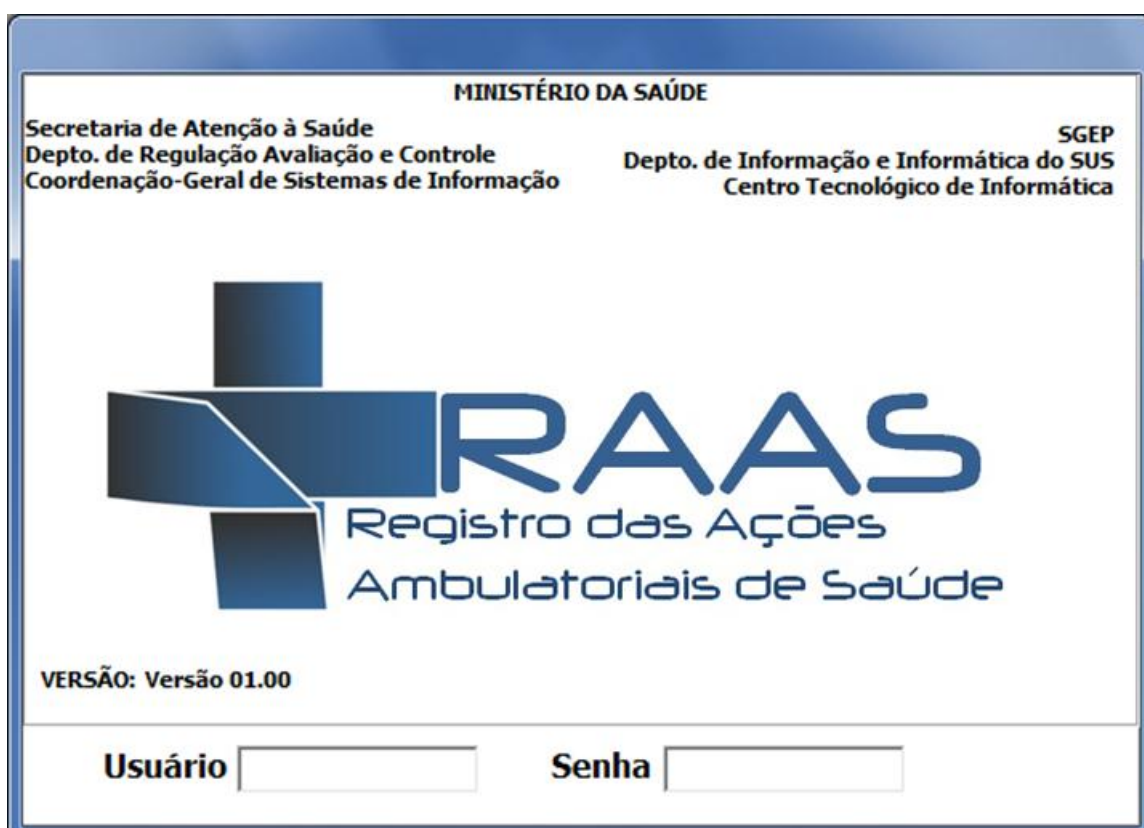 MINISTÉRIO DA SAÚDE
Secretaria de Atenção à Saúde
Depto. de Regulação Avaliação e Controle
Coordenação-Geral de Sistemas de Informação
SGEP
Depto. de Informação e Informática do SUS
Centro Tecnológico de Informática
RAAS
Registro das Ações
Ambulatoriais de Saúde
VERSÃO: Versão 01.00
Usuário
Senha